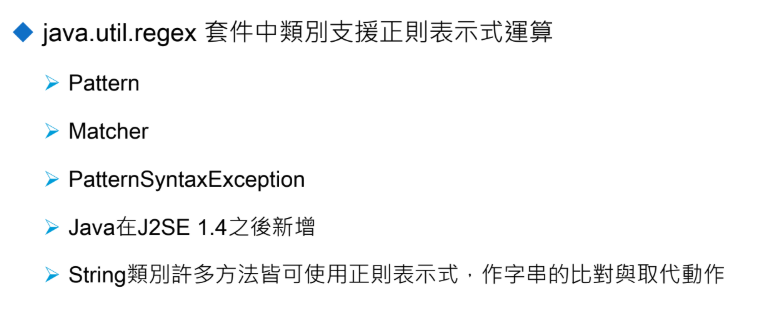 java.util.regex 套件中類別支援正則表示式運算
Pattern
Matcher
PatternSyntaxException
Java在J2SE 1.4之後新增
String類別許多方法皆可使用正則表示式，作字串的比對與取代動作